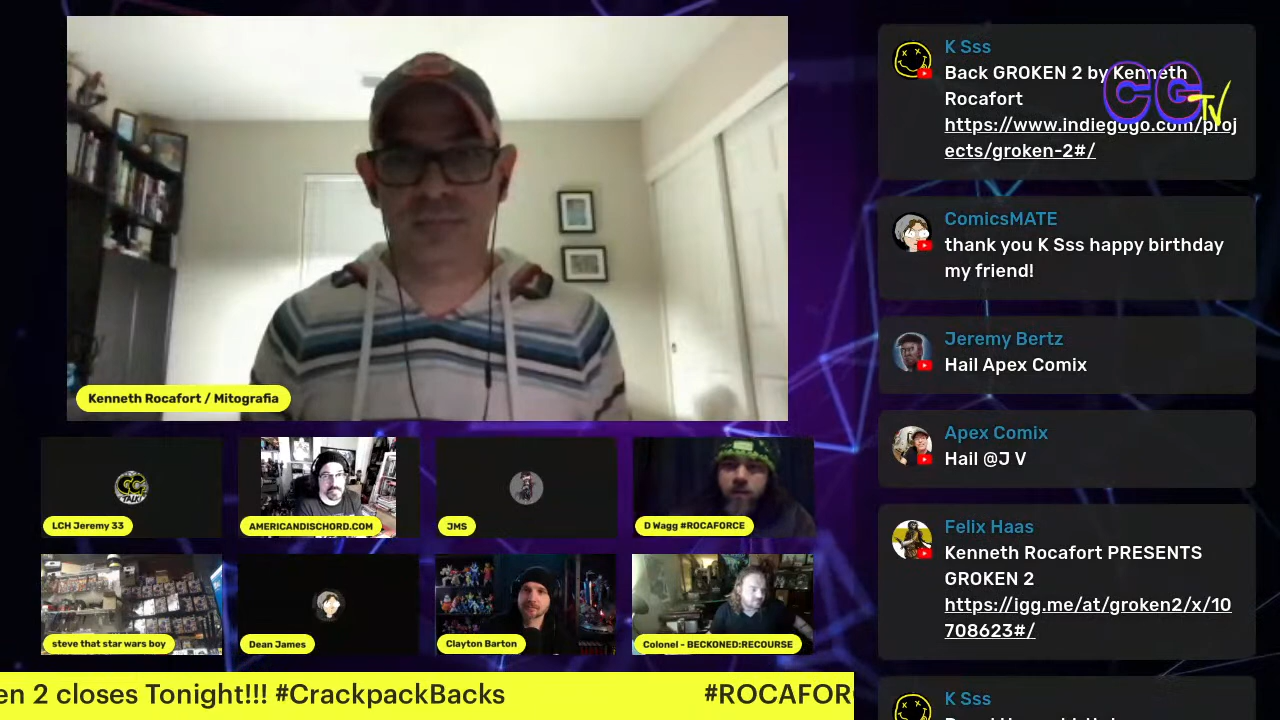 Kenneth Rocafort / Mitografia
LCH Jeremy 33
AMERICANDISCHORD.COM
JMS
D Wagg #ROCAFORCE
steve that star wars boy
Dean James
Clayton Barton
Colonel - BECKONED:RECOURSE
en 2 closes Tonight!!! #CrackpackBacks
#ROCAFOR
K Sss
Back GROKEN 2 by Kenneth
Rocafort
https://www.indiegogo.com/proj
ects/groken-2#/
CG TV
ComicsMATE
thank you K Sss happy birthday
my friend!
Jeremy Bertz
Hail Apex Comix
Apex Comix
Hail @J V
Felix Haas
Kenneth Rocafort PRESENTS
GROKEN 2
https://igg.me/at/groken2/x/10
708623#/
K Sss